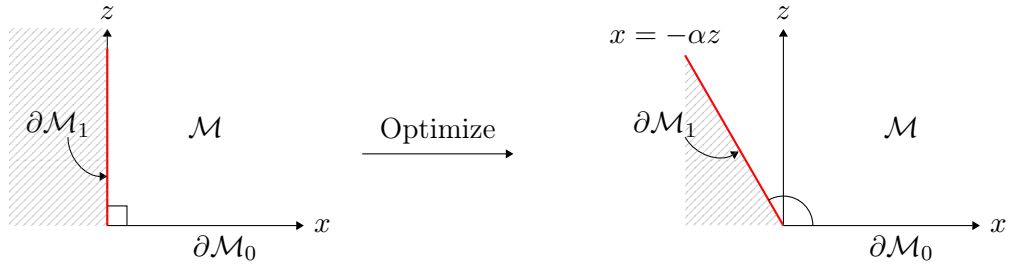 z
∂ℳ₁
ℳ
x
∂ℳ₀
Optimize
z
x = −αz
∂ℳ₁
ℳ
x
∂ℳ₀